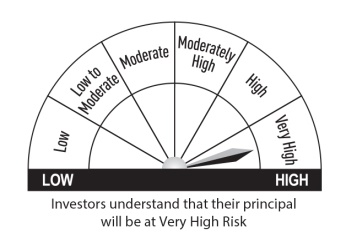 Low
Low to
Moderate
Moderate
Moderately
High
High
Very High
LOW
HIGH
Investors understand that their principal
will be at Very High Risk